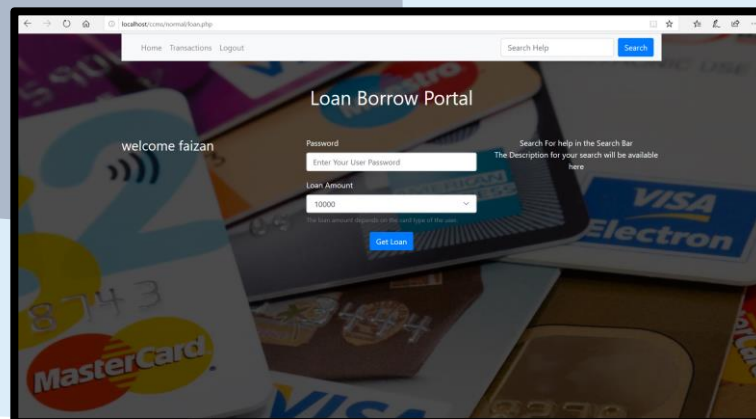 localhost/ccms/normal/loan.php
Home Transactions Logout
Search Help
Search
Loan Borrow Portal
welcome faizan
Password
Enter Your User Password
Loan Amount
10000
The loan amount depends on the card type of the user.
Get Loan
Search For help in the Search Bar
The Description for your search will be available
here
VISA
Electron
AMERICAN
EXPRESS
8743
MasterCard
VISA